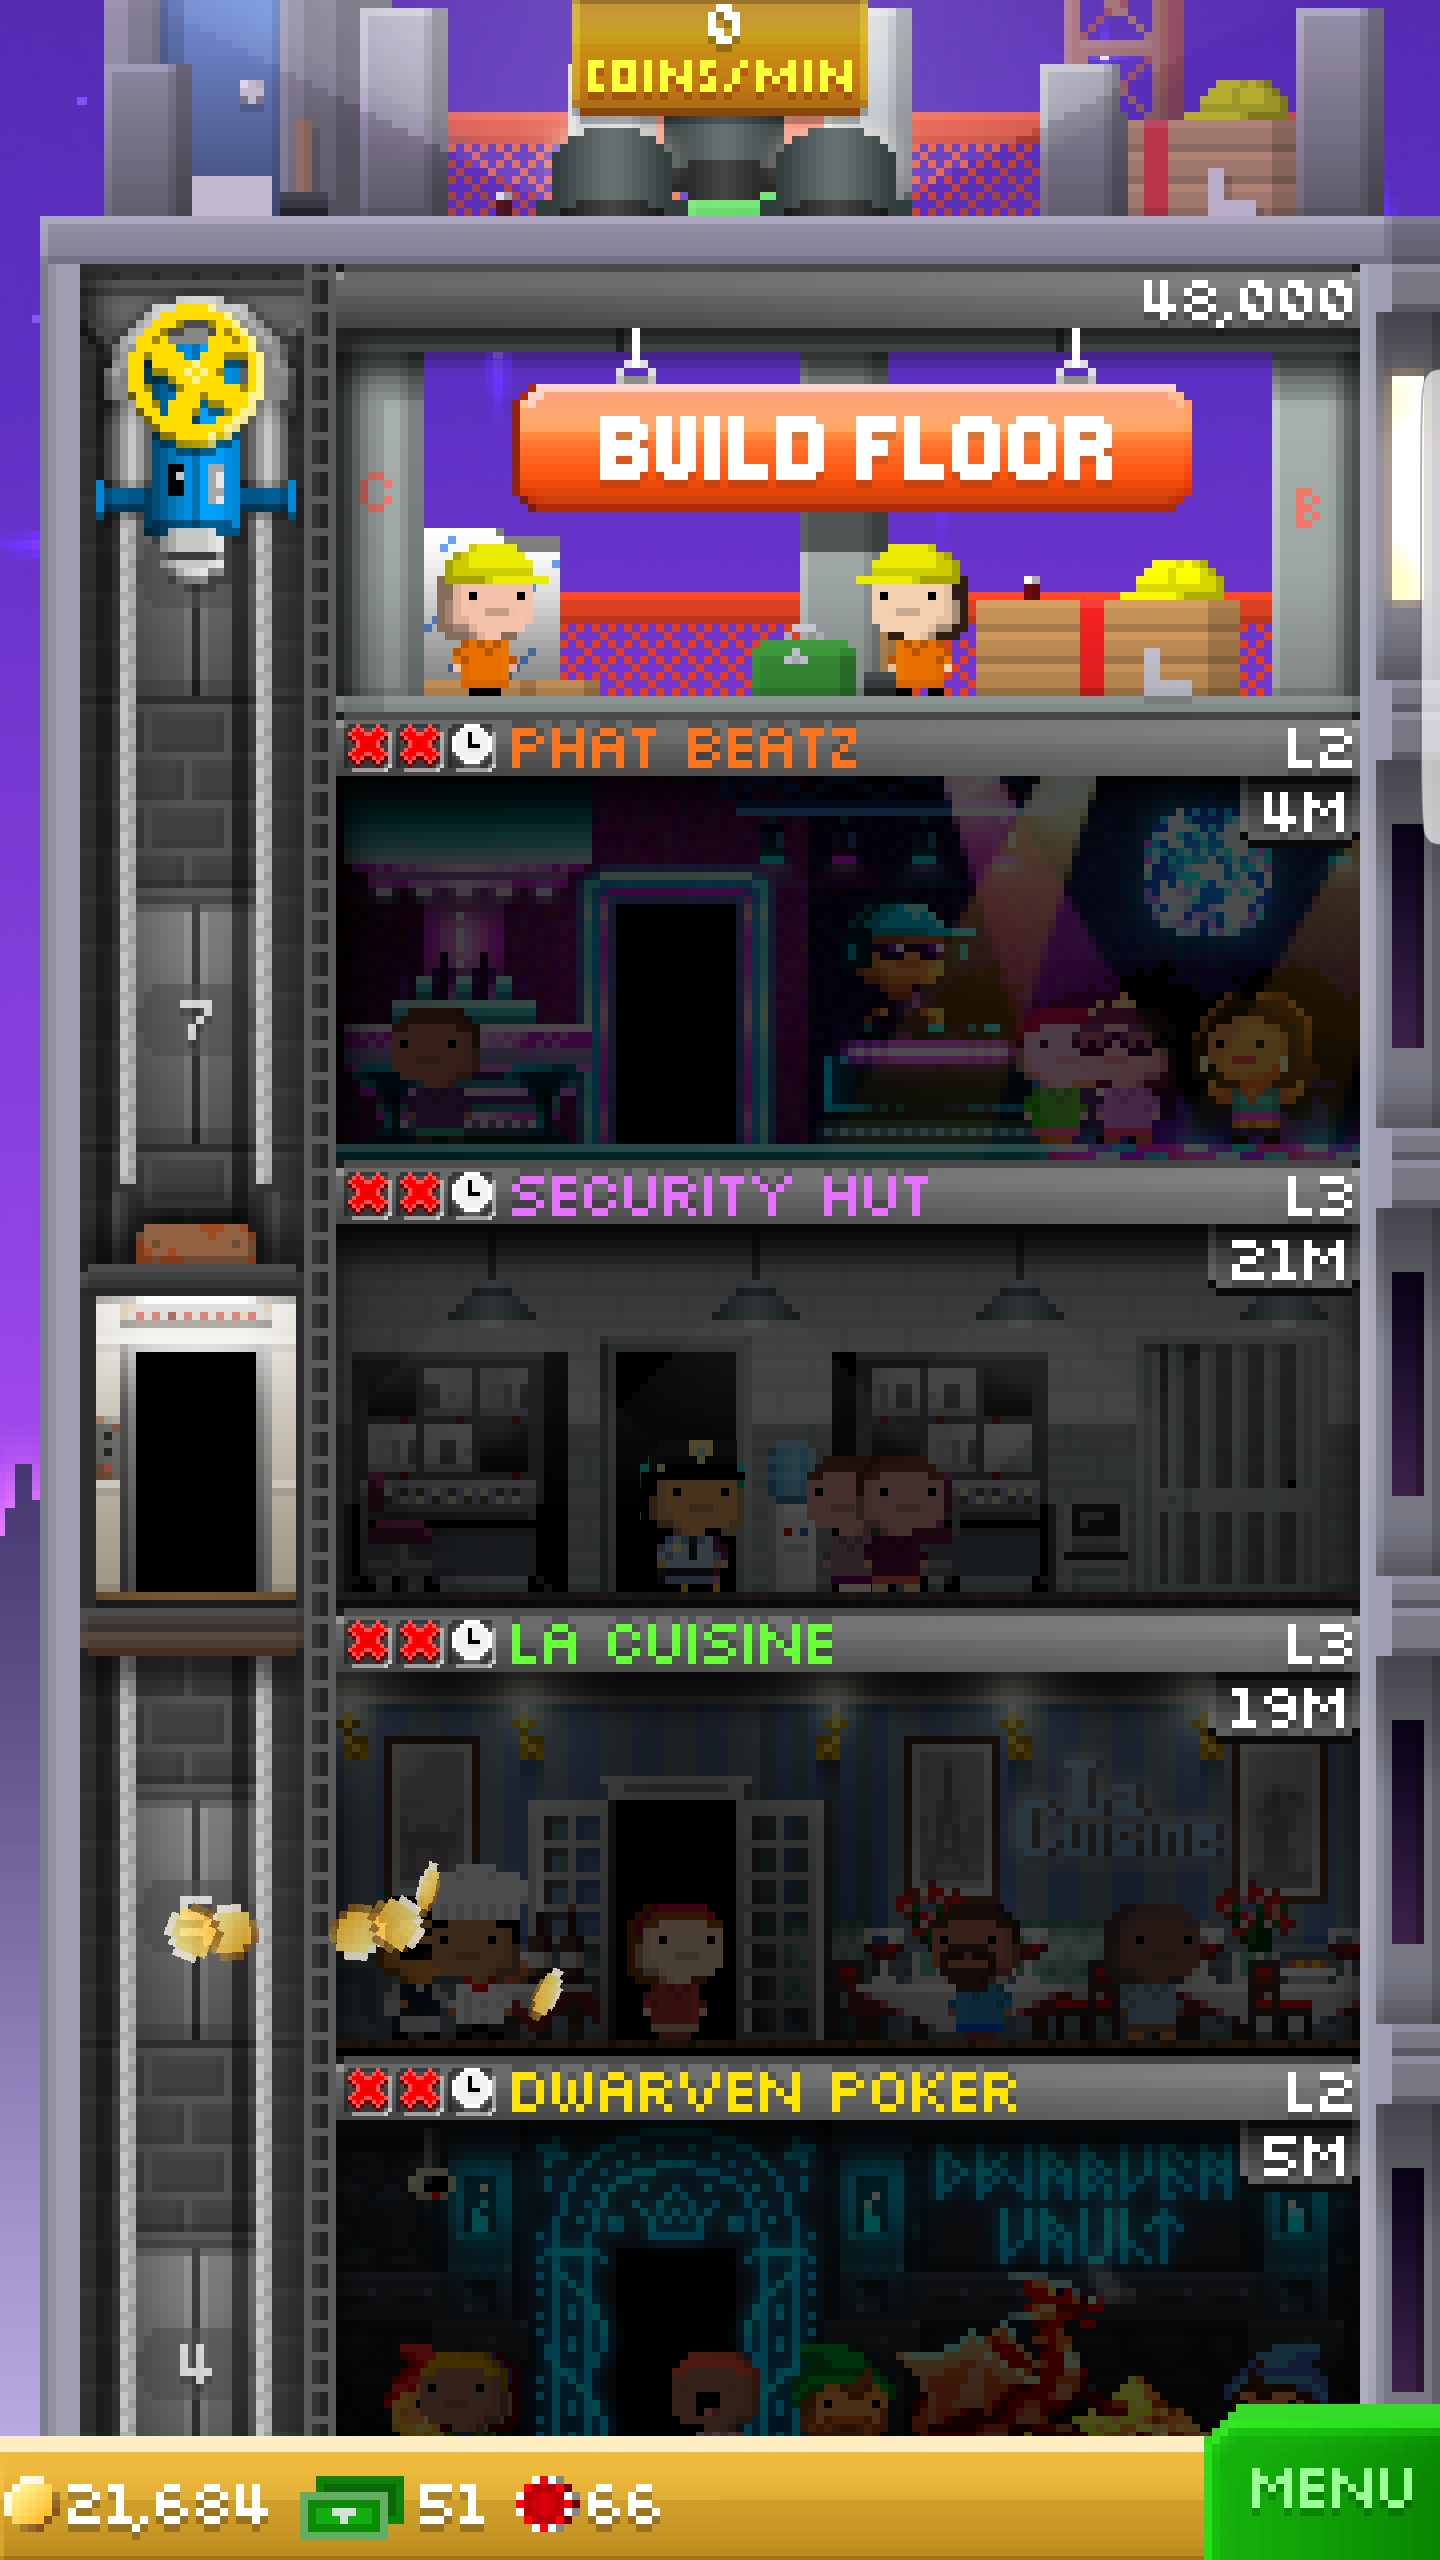 0
COINS/MIN
48,000
BUILD FLOOR
C
B
PHAT BEATZ
L2
4M
7
SECURITY HUT
L3
21M
LA CUISINE
L3
19M
La
Cuisine
DWARVEN POKER
L2
5M
DWARVEN
VAULT
4
21,684
51
66
MENU